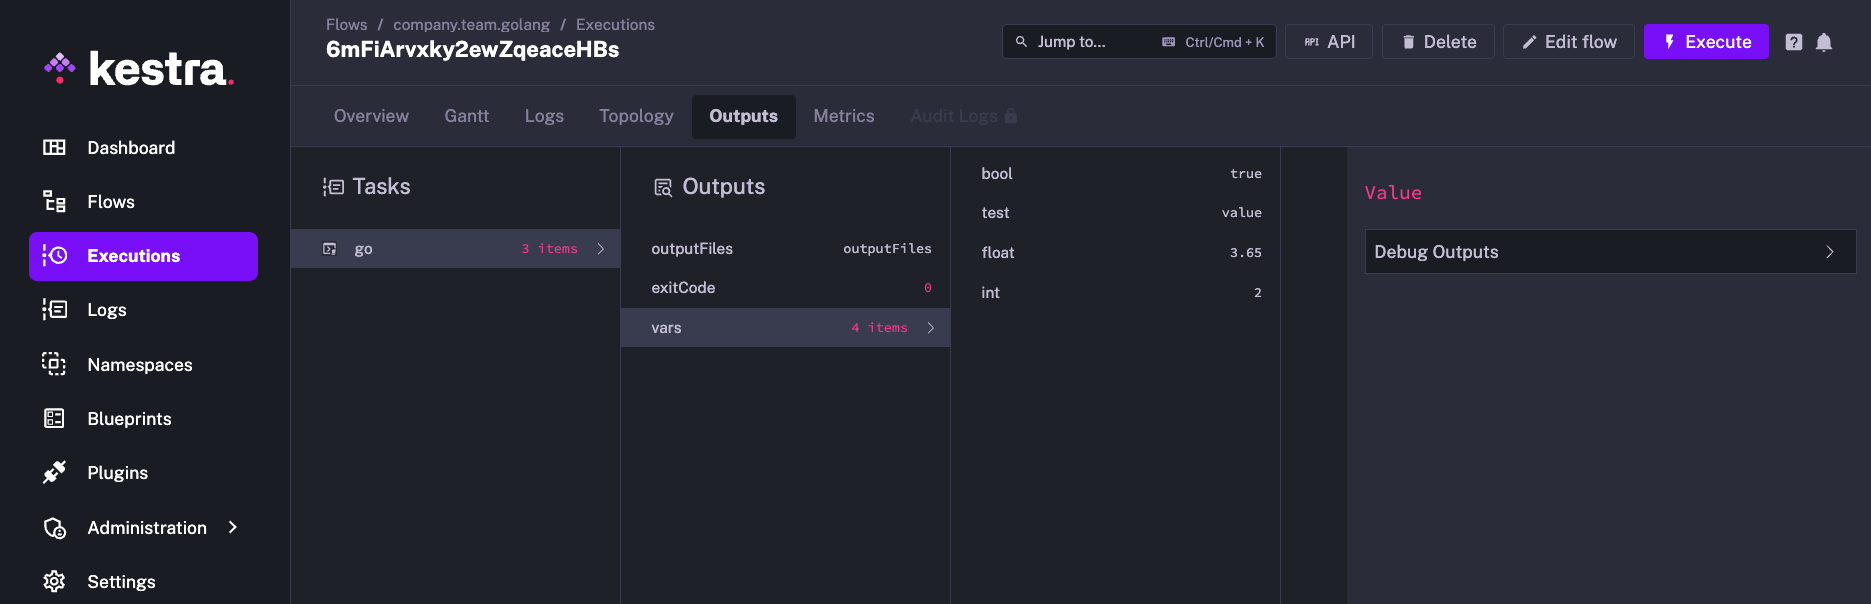 kestra.
Dashboard
Flows
Executions
Logs
Namespaces
Blueprints
Plugins
Administration
Settings
Flows / company.team.golang / Executions
6mFiArvxky2ewZqeaceHBs
Jump to... Ctrl/Cmd + K
API API
Delete
Edit flow
Execute
Overview Gantt Logs Topology Outputs Metrics Audit Logs
Tasks
go 3 items
Outputs
outputFiles outputFiles
exitCode 0
vars 4 items
bool true
test value
float 3.65
int 2
Value
Debug Outputs